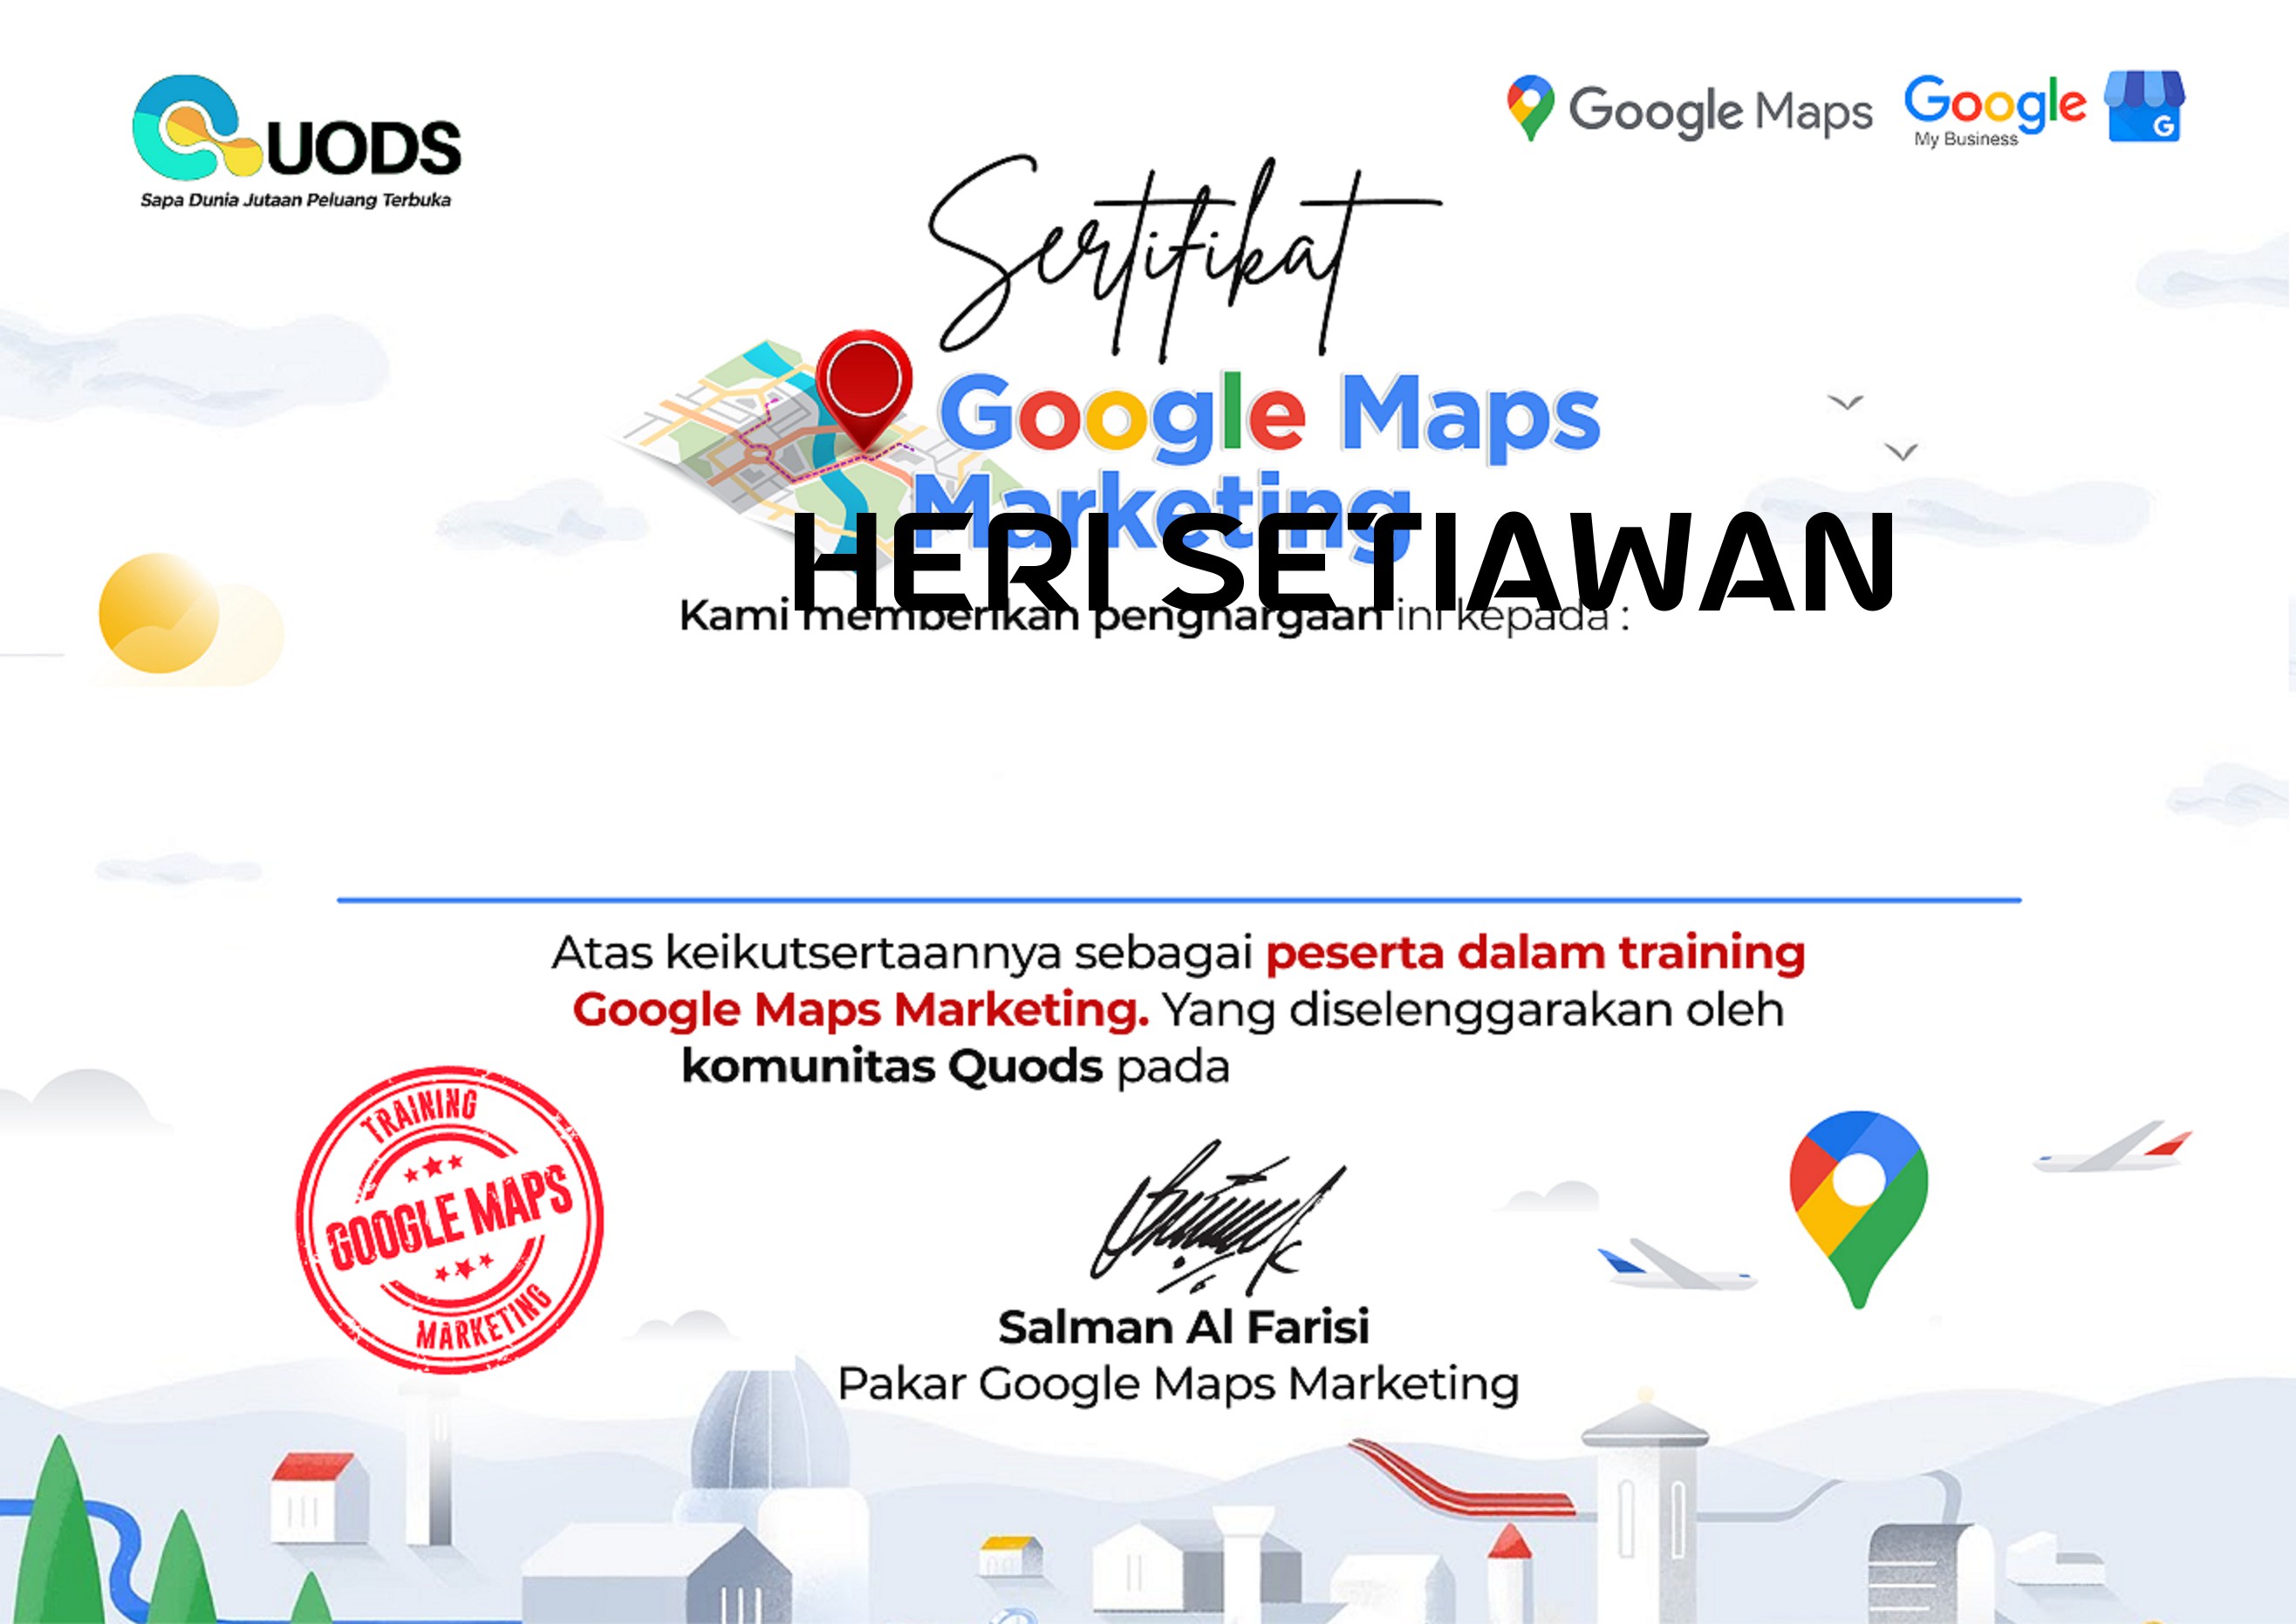 QUODS
Sapa Dunia Jutaan Peluang Terbuka
Google Maps
Google
My Business
G
Sertifikat
Google Maps
Marketing
HERI SETIAWAN
Kami memberikan penghargaan ini kepada :
Atas keikutsertaannya sebagai peserta dalam training
Google Maps Marketing. Yang diselenggarakan oleh
komunitas Quods pada
TRAINING
GOOGLE MAPS
MARKETING
Salman Al Farisi
Pakar Google Maps Marketing